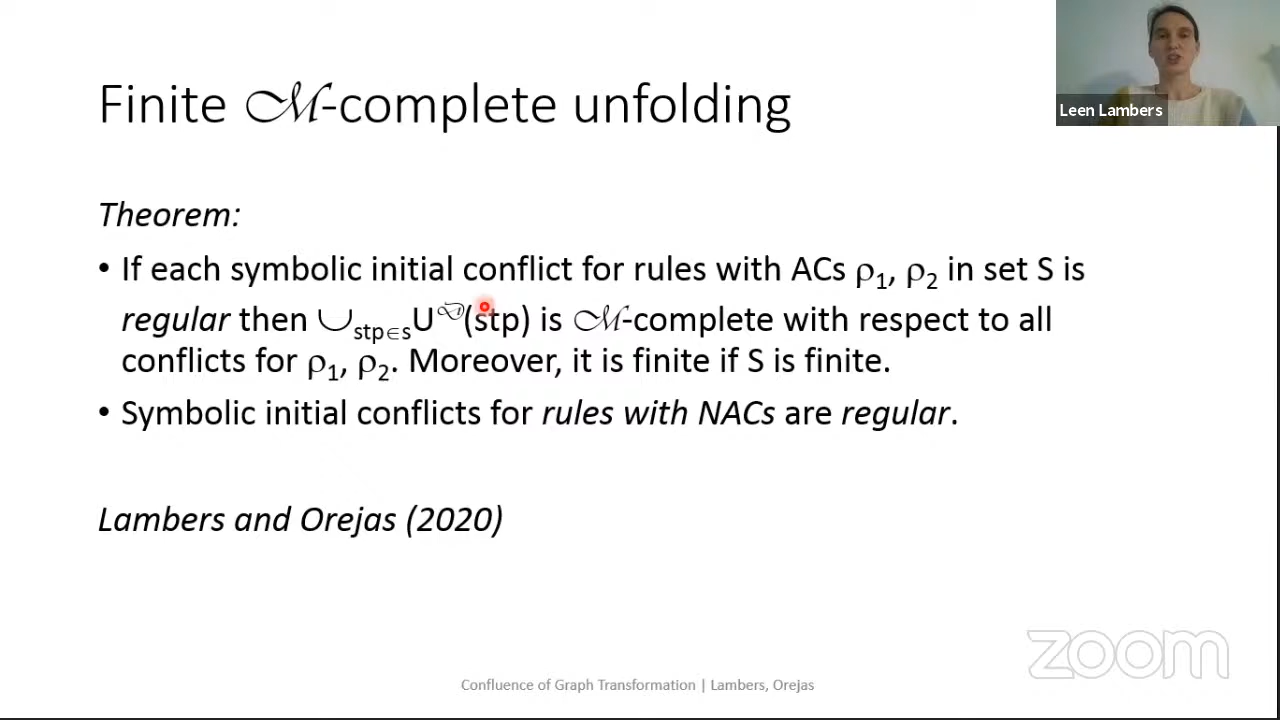 Finite ℳ-complete unfolding
Leen Lambers
Theorem:
• If each symbolic initial conflict for rules with ACs ρ₁, ρ₂ in set S is
regular then ∪stp∈s U𝒟(stp) is ℳ-complete with respect to all
conflicts for ρ₁, ρ₂. Moreover, it is finite if S is finite.
• Symbolic initial conflicts for rules with NACs are regular.
Lambers and Orejas (2020)
zoom
Confluence of Graph Transformation | Lambers, Orejas